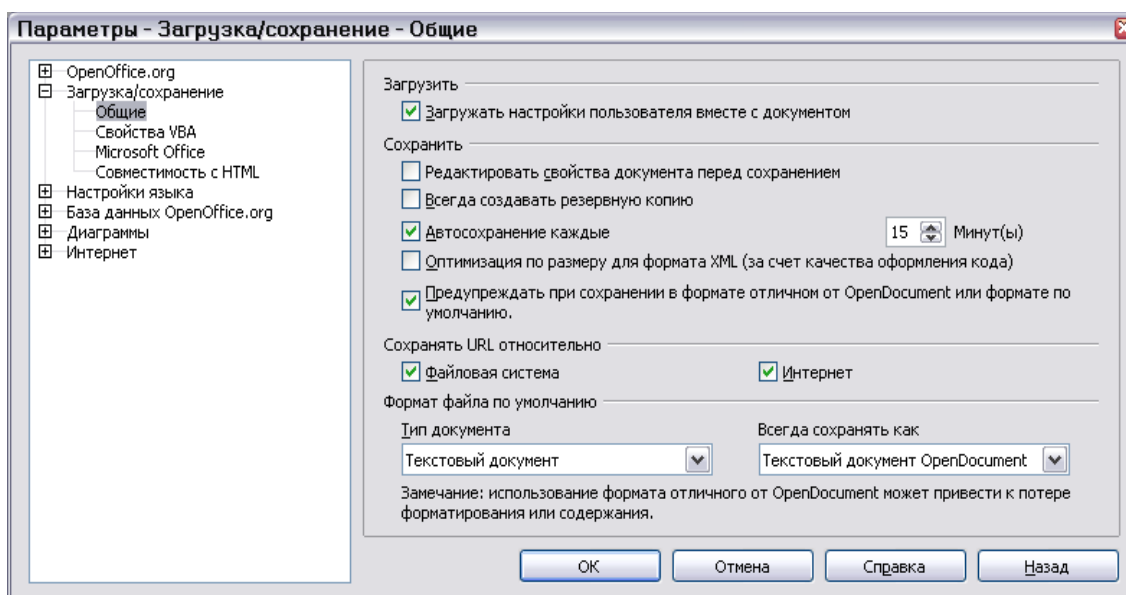 Параметры - Загрузка/сохранение - Общие
OpenOffice.org
Загрузка/сохранение
Общие
Свойства VBA
Microsoft Office
Совместимость с HTML
Настройки языка
База данных OpenOffice.org
Диаграммы
Интернет
Загрузить
Загружать настройки пользователя вместе с документом
Сохранить
Редактировать свойства документа перед сохранением
Всегда создавать резервную копию
Автосохранение каждые 15 Минут(ы)
Оптимизация по размеру для формата XML (за счет качества оформления кода)
Предупреждать при сохранении в формате отличном от OpenDocument или формате по
умолчанию.
Сохранять URL относительно
Файловая система Интернет
Формат файла по умолчанию
Тип документа Всегда сохранять как
Текстовый документ Текстовый документ OpenDocument
Замечание: использование формата отличного от OpenDocument может привести к потере
форматирования или содержания.
ОК Отмена Справка Назад